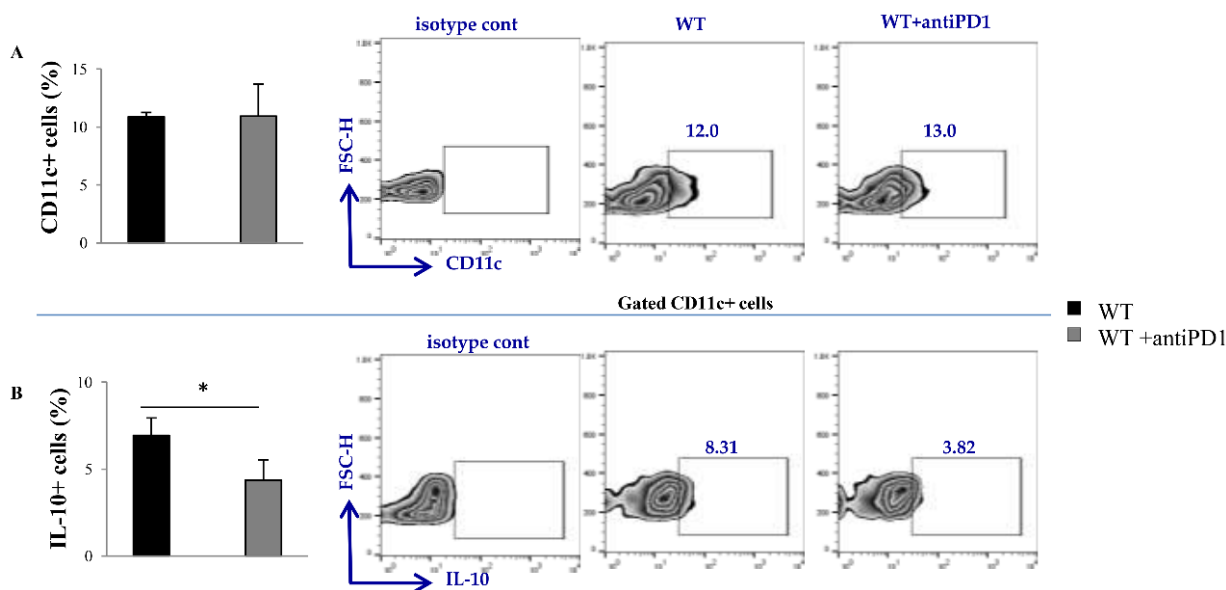 A
CD11c+ cells (%)
15
10
5
0
isotype cont
WT
WT+antiPD1
FSC-H
CD11c
12.0
13.0
Gated CD11c+ cells
WT
WT +antiPD1
B
IL-10+ cells (%)
10
5
0
*
isotype cont
FSC-H
IL-10
8.31
3.82